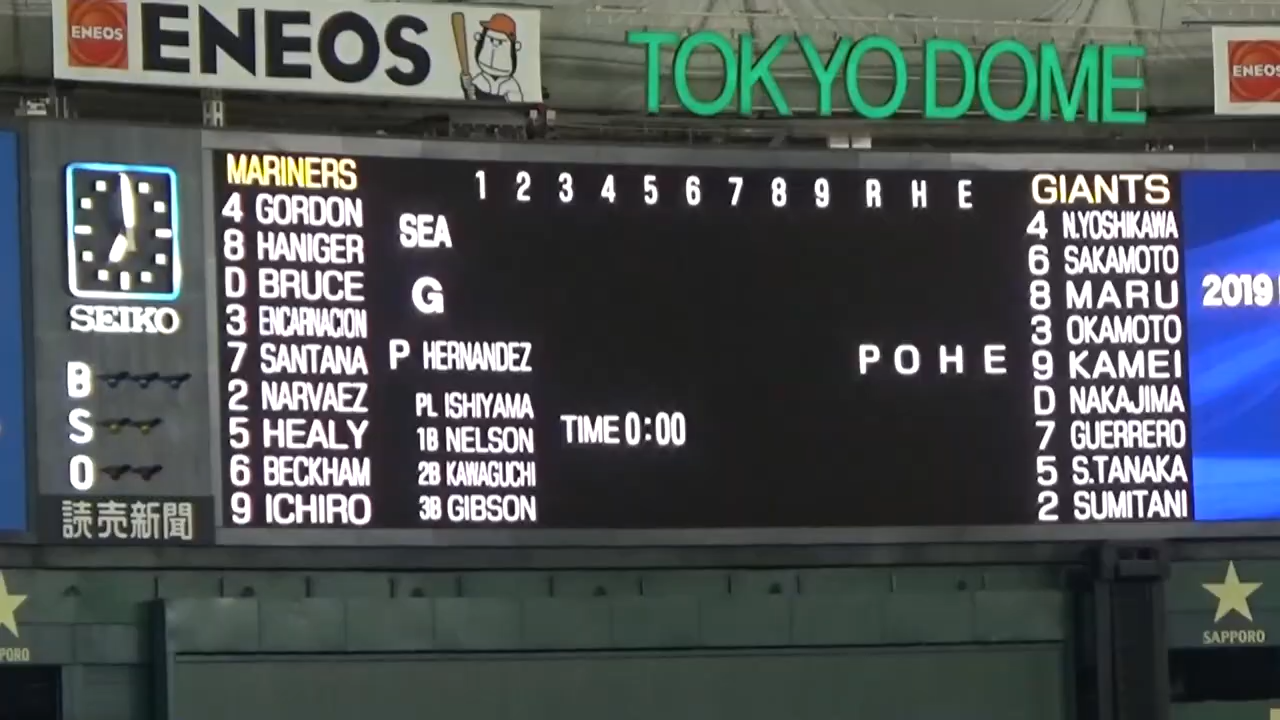 ENEOS ENEOS
TOKYO DOME
ENEOS
MARINERS
4 GORDON
8 HANIGER
D BRUCE
3 ENCARNACION
7 SANTANA
2 NARVAEZ
5 HEALY
6 BECKHAM
9 ICHIRO
1 2 3 4 5 6 7 8 9 R H E
SEA
G
P HERNANDEZ
P O H E
PL ISHIYAMA
1B NELSON
2B KAWAGUCHI
3B GIBSON
TIME 0:00
GIANTS
4 N.YOSHIKAWA
6 SAKAMOTO
8 MARU
3 OKAMOTO
9 KAMEI
D NAKAJIMA
7 GUERRERO
5 S.TANAKA
2 SUMITANI
2019
SEIKO
B
S
O
読売新聞
PORO
SAPPORO